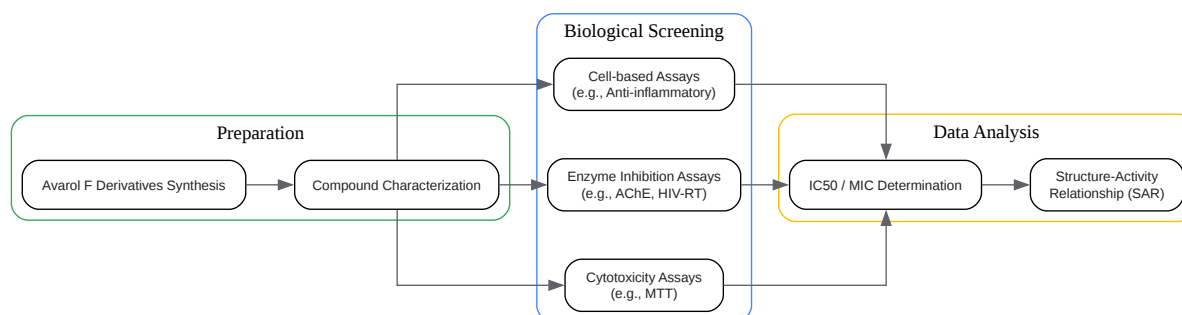 Biological Screening
Cell-based Assays
(e.g., Anti-inflammatory)
Preparation
Data Analysis
Avarol F Derivatives Synthesis
Compound Characterization
Enzyme Inhibition Assays
(e.g., AChE, HIV-RT)
IC50 / MIC Determination
Structure-Activity
Relationship (SAR)
Cytotoxicity Assays
(e.g., MTT)